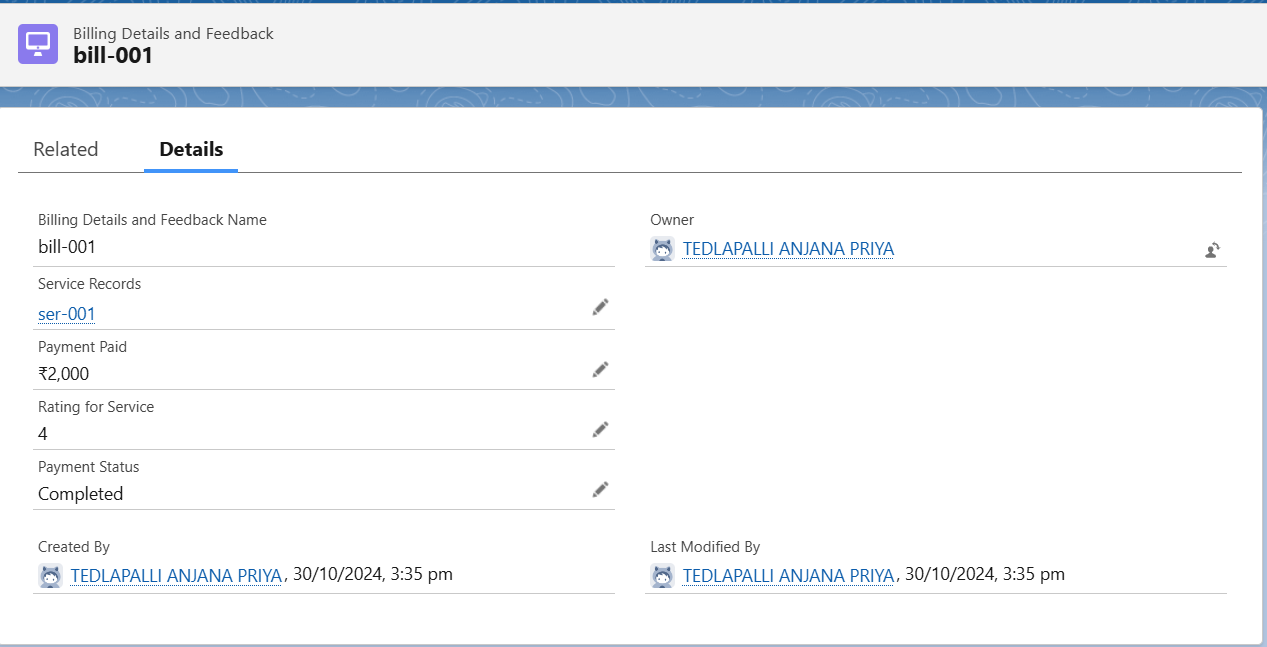 Billing Details and Feedback
bill-001
Related
Details
Billing Details and Feedback Name
bill-001
Owner
TEDLAPALLI ANJANA PRIYA
Service Records
ser-001
Payment Paid
₹2,000
Rating for Service
4
Payment Status
Completed
Created By
TEDLAPALLI ANJANA PRIYA, 30/10/2024, 3:35 pm
Last Modified By
TEDLAPALLI ANJANA PRIYA, 30/10/2024, 3:35 pm